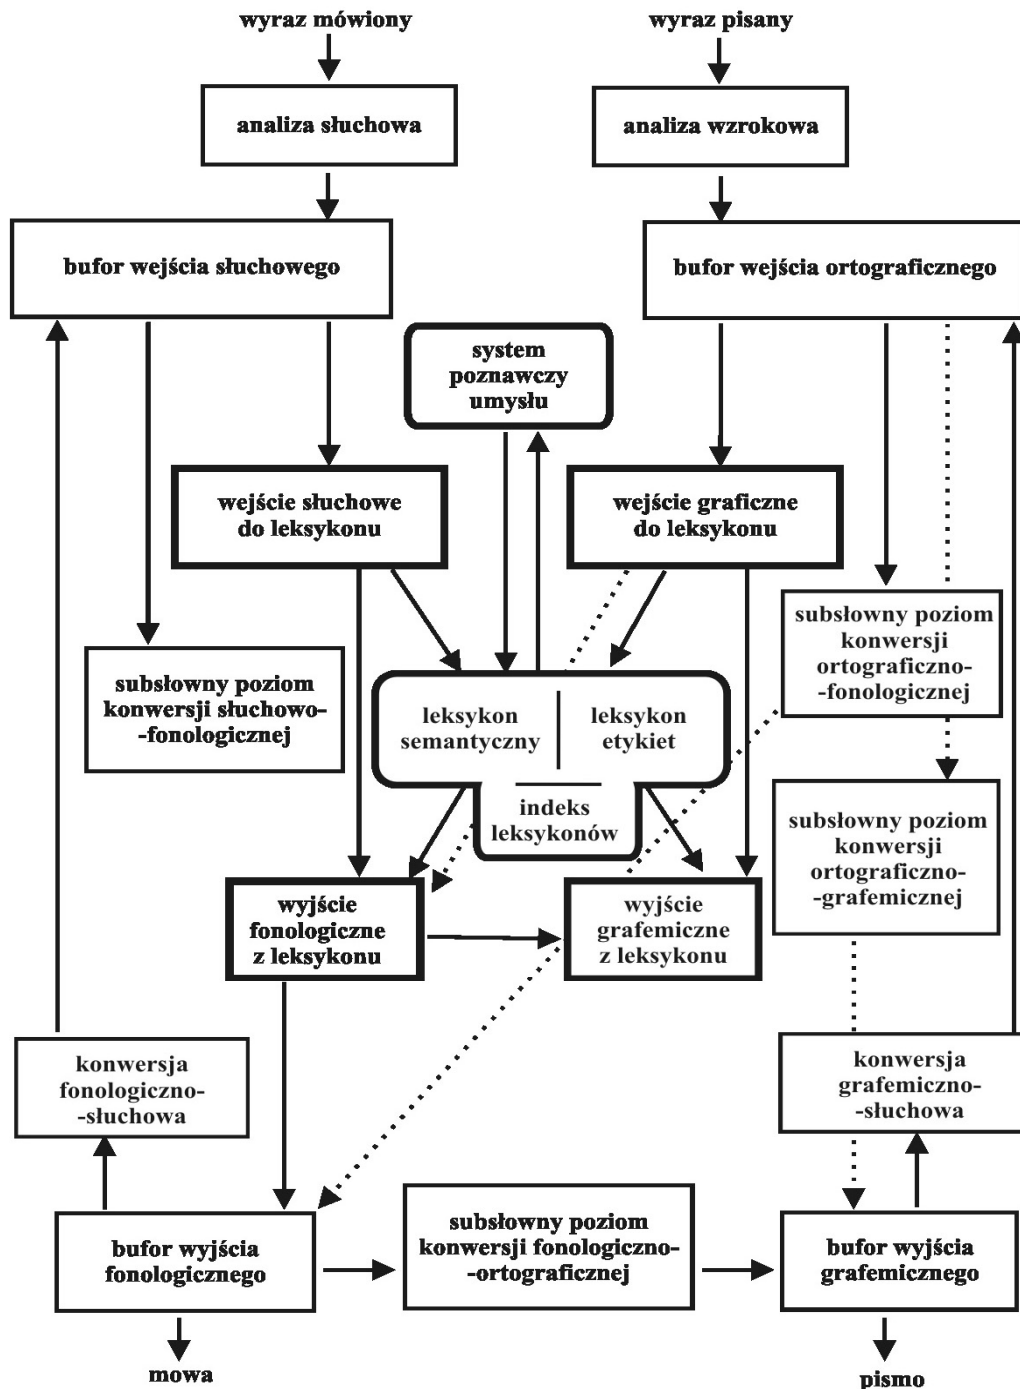 wyraz mówiony
wyraz pisany
analiza słuchowa
analiza wzrokowa
bufor wejścia słuchowego
bufor wejścia ortograficznego
system
poznawczy
umysłu
wejście słuchowe
do leksykonu
wejście graficzne
do leksykonu
subsłowny poziom
konwersji słuchowo-
-fonologicznej
subsłowny poziom
konwersji
ortograficzno-
-fonologicznej
leksykon
semantyczny
leksykon
etykiet
indeks
leksykonów
subsłowny poziom
konwersji
ortograficzno-
-grafemicznej
wyjście
fonologiczne
z leksykonu
wyjście
grafemiczne
z leksykonu
konwersja
fonologiczno-
-słuchowa
konwersja
grafemiczno-
-słuchowa
bufor wyjścia
fonologicznego
subsłowny poziom
konwersji fonologiczno-
-ortograficznej
bufor wyjścia
grafemicznego
mowa
pismo